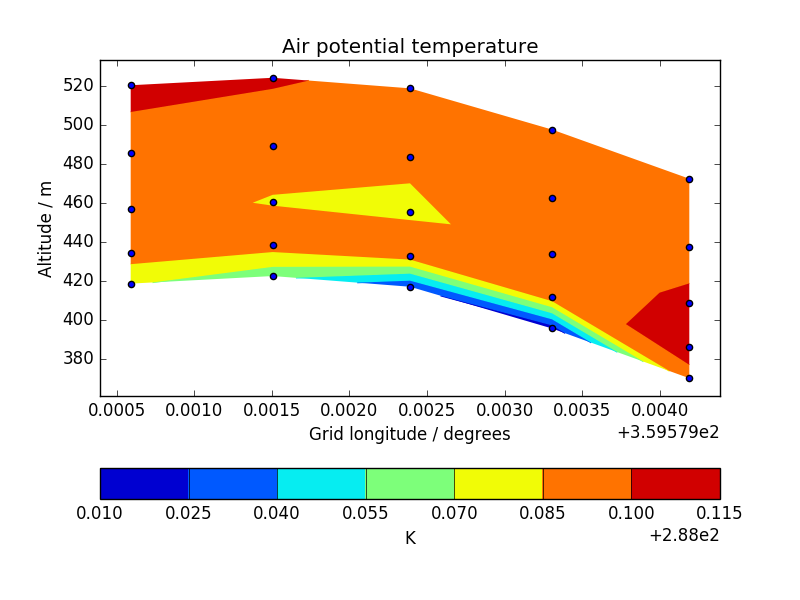 Air potential temperature
520
500
480
460
440
420
400
380
Altitude / m
0.0005 0.0010 0.0015 0.0020 0.0025 0.0030 0.0035 0.0040
Grid longitude / degrees
+3.59579e2
0.010 0.025 0.040 0.055 0.070 0.085 0.100 0.115
K
+2.88e2